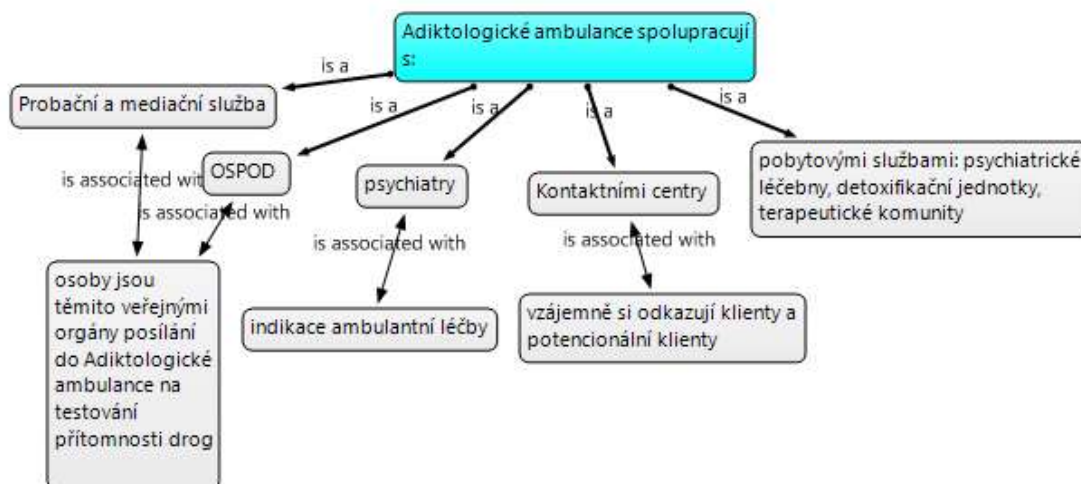 Adiktologické ambulance spolupracují
s:
is a
is a
is a
is a
is a
Probační a mediační služba
OSPOD
psychiatry
Kontaktními centry
pobytovými službami: psychiatrické
léčebny, detoxifikační jednotky,
terapeutické komunity
is associated with
is associated with
is associated with
is associated with
osoby jsou
těmito veřejnými
orgány posílání
do Adiktologické
ambulance na
testování
přítomnosti drog
indikace ambulantní léčby
vzájemně si odkazují klienty a
potencionální klienty